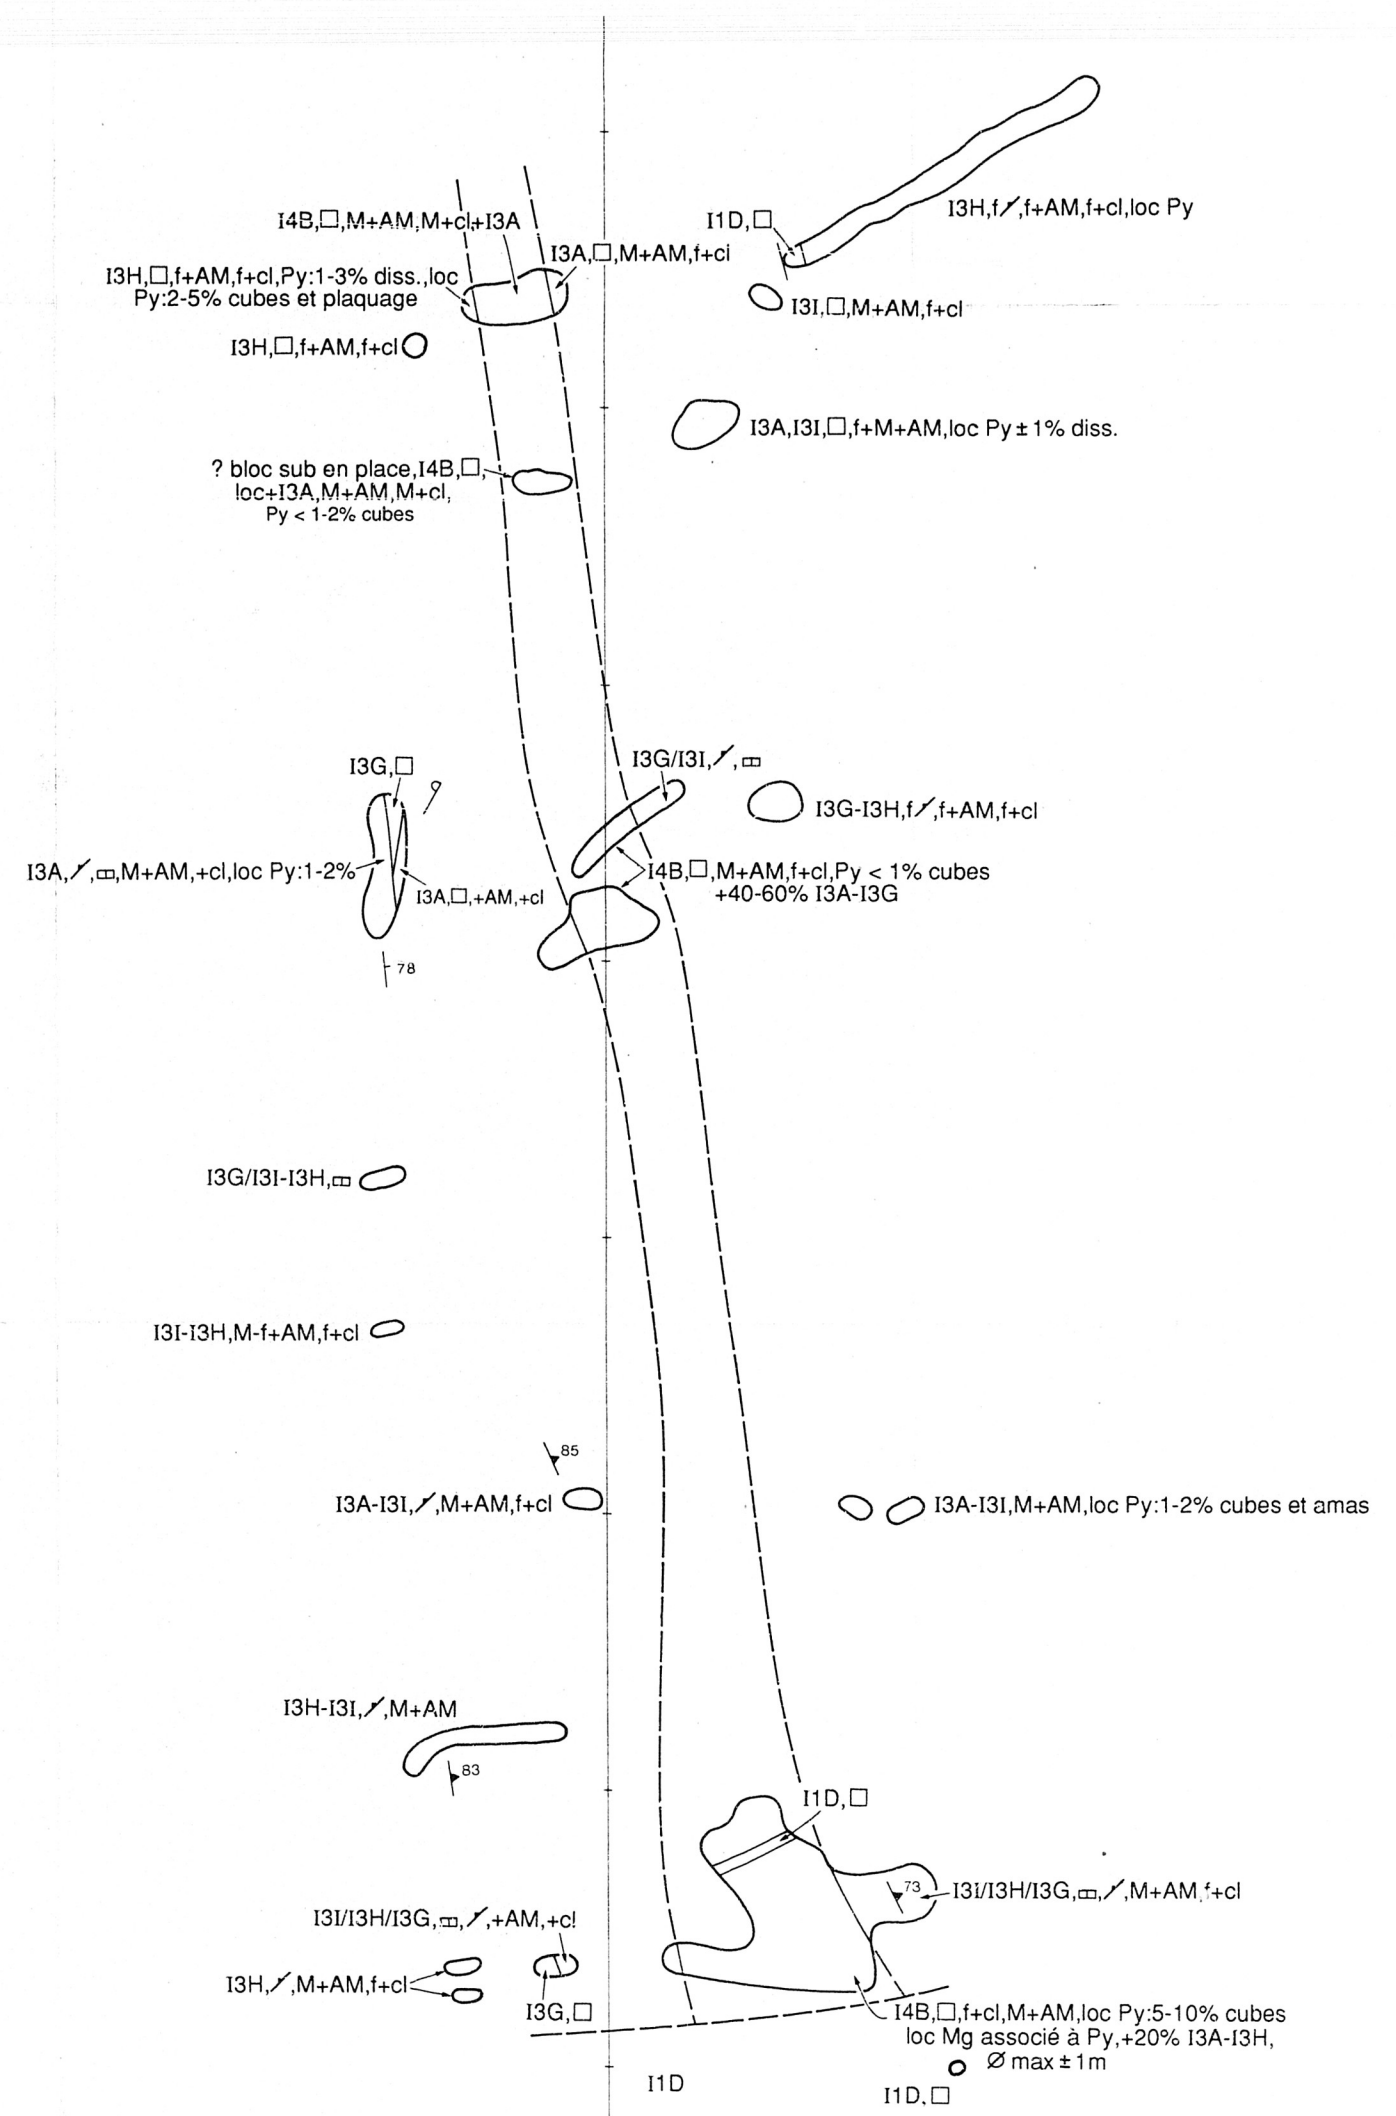 I4B,□,M+AM,M+cl,+I3A
I1D,□
I3H,f,f+AM,f+cl,loc Py
I3A,□,M+AM,f+cl
I3H,□,f+AM,f+cl,Py:1-3% diss.,loc
Py:2-5% cubes et plaquage
I3I,□,M+AM,f+cl
I3H,□,f+AM,f+cl
I3A,I3I,□,f+M+AM,loc Py±1% diss.
? bloc sub en place,I4B,□,
loc+I3A,M+AM,M+cl,
Py < 1-2% cubes
I3G,□
I3G/I3I,
I3G-I3H,f,f+AM,f+cl
I3A,,M+AM,+cl,loc Py:1-2%
I4B,□,M+AM,f+cl,Py < 1% cubes
+40-60% I3A-I3G
I3A,□,+AM,+cl
78
I3G/I3I-I3H,
I3I-I3H,M-f+AM,f+cl
85
I3A-I3I,,M+AM,f+cl
I3A-I3I,M+AM,loc Py:1-2% cubes et amas
I3H-I3I,,M+AM
83
I1D,□
73
I3I/I3H/I3G,,M+AM,f+cl
I3I/I3H/I3G,,+AM,+cl
I3H,,M+AM,f+cl
I3G,□
I4B,□,f+cl,M+AM,loc Py:5-10% cubes
loc Mg associé à Py,+20% I3A-I3H,
Ø max ± 1m
I1D
I1D,□